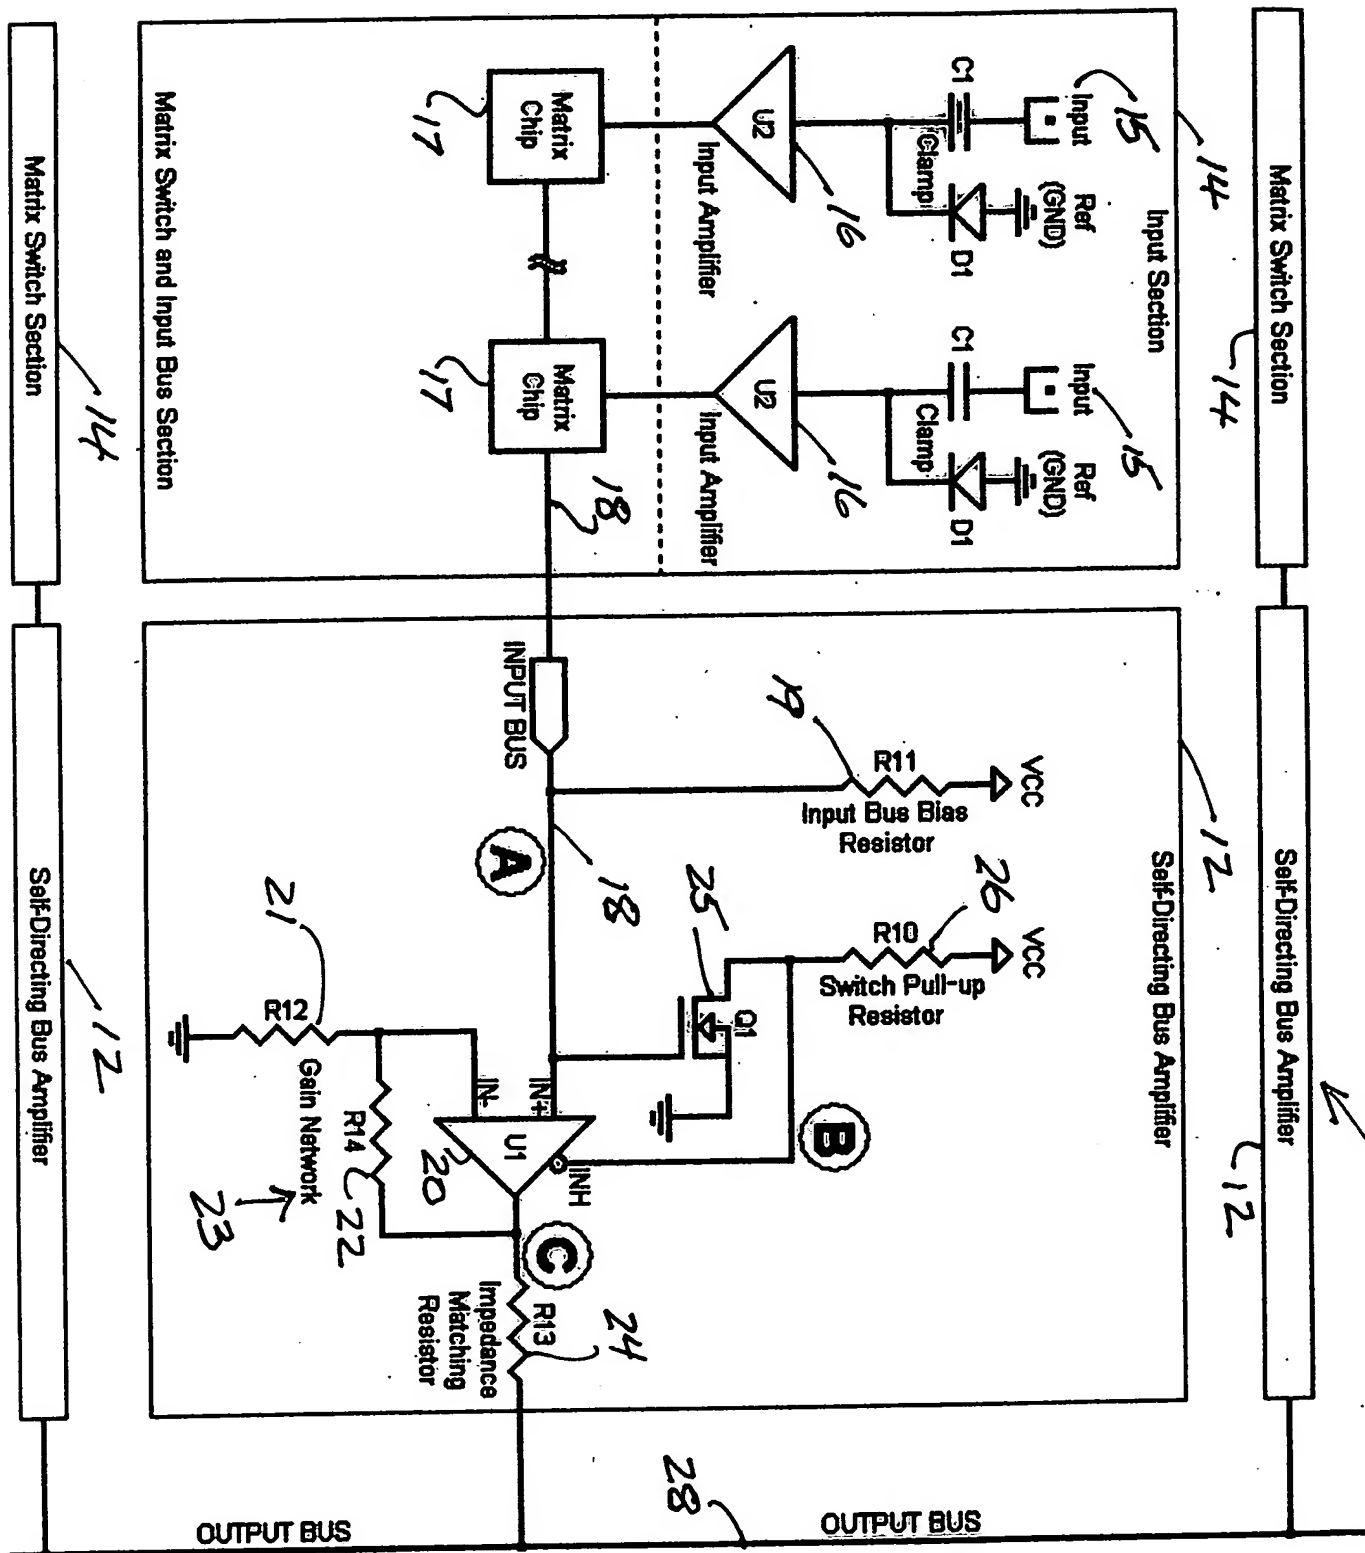 Matrix Switch Section
14
Self-Directing Bus Amplifier
12
14
Input Section
15
Input
Ref
(GND)
C1
Clamp
D1
U2
16
Input Amplifier
Matrix
Chip
17
15
Input
Ref
(GND)
C1
Clamp
D1
U2
16
Input Amplifier
Matrix
Chip
17
18
Matrix Switch and Input Bus Section
12
Self-Directing Bus Amplifier
VCC
R11
19
Input Bus Bias
Resistor
VCC
R10
26
Switch Pull-up
Resistor
INPUT BUS
A
18
25
Q1
B
IN+
IN-
U1
20
INH
C
21
R12
Gain Network
R14
22
23
R13
24
Impedance
Matching
Resistor
28
OUTPUT BUS
OUTPUT BUS
Matrix Switch Section
14
Self-Directing Bus Amplifier
12